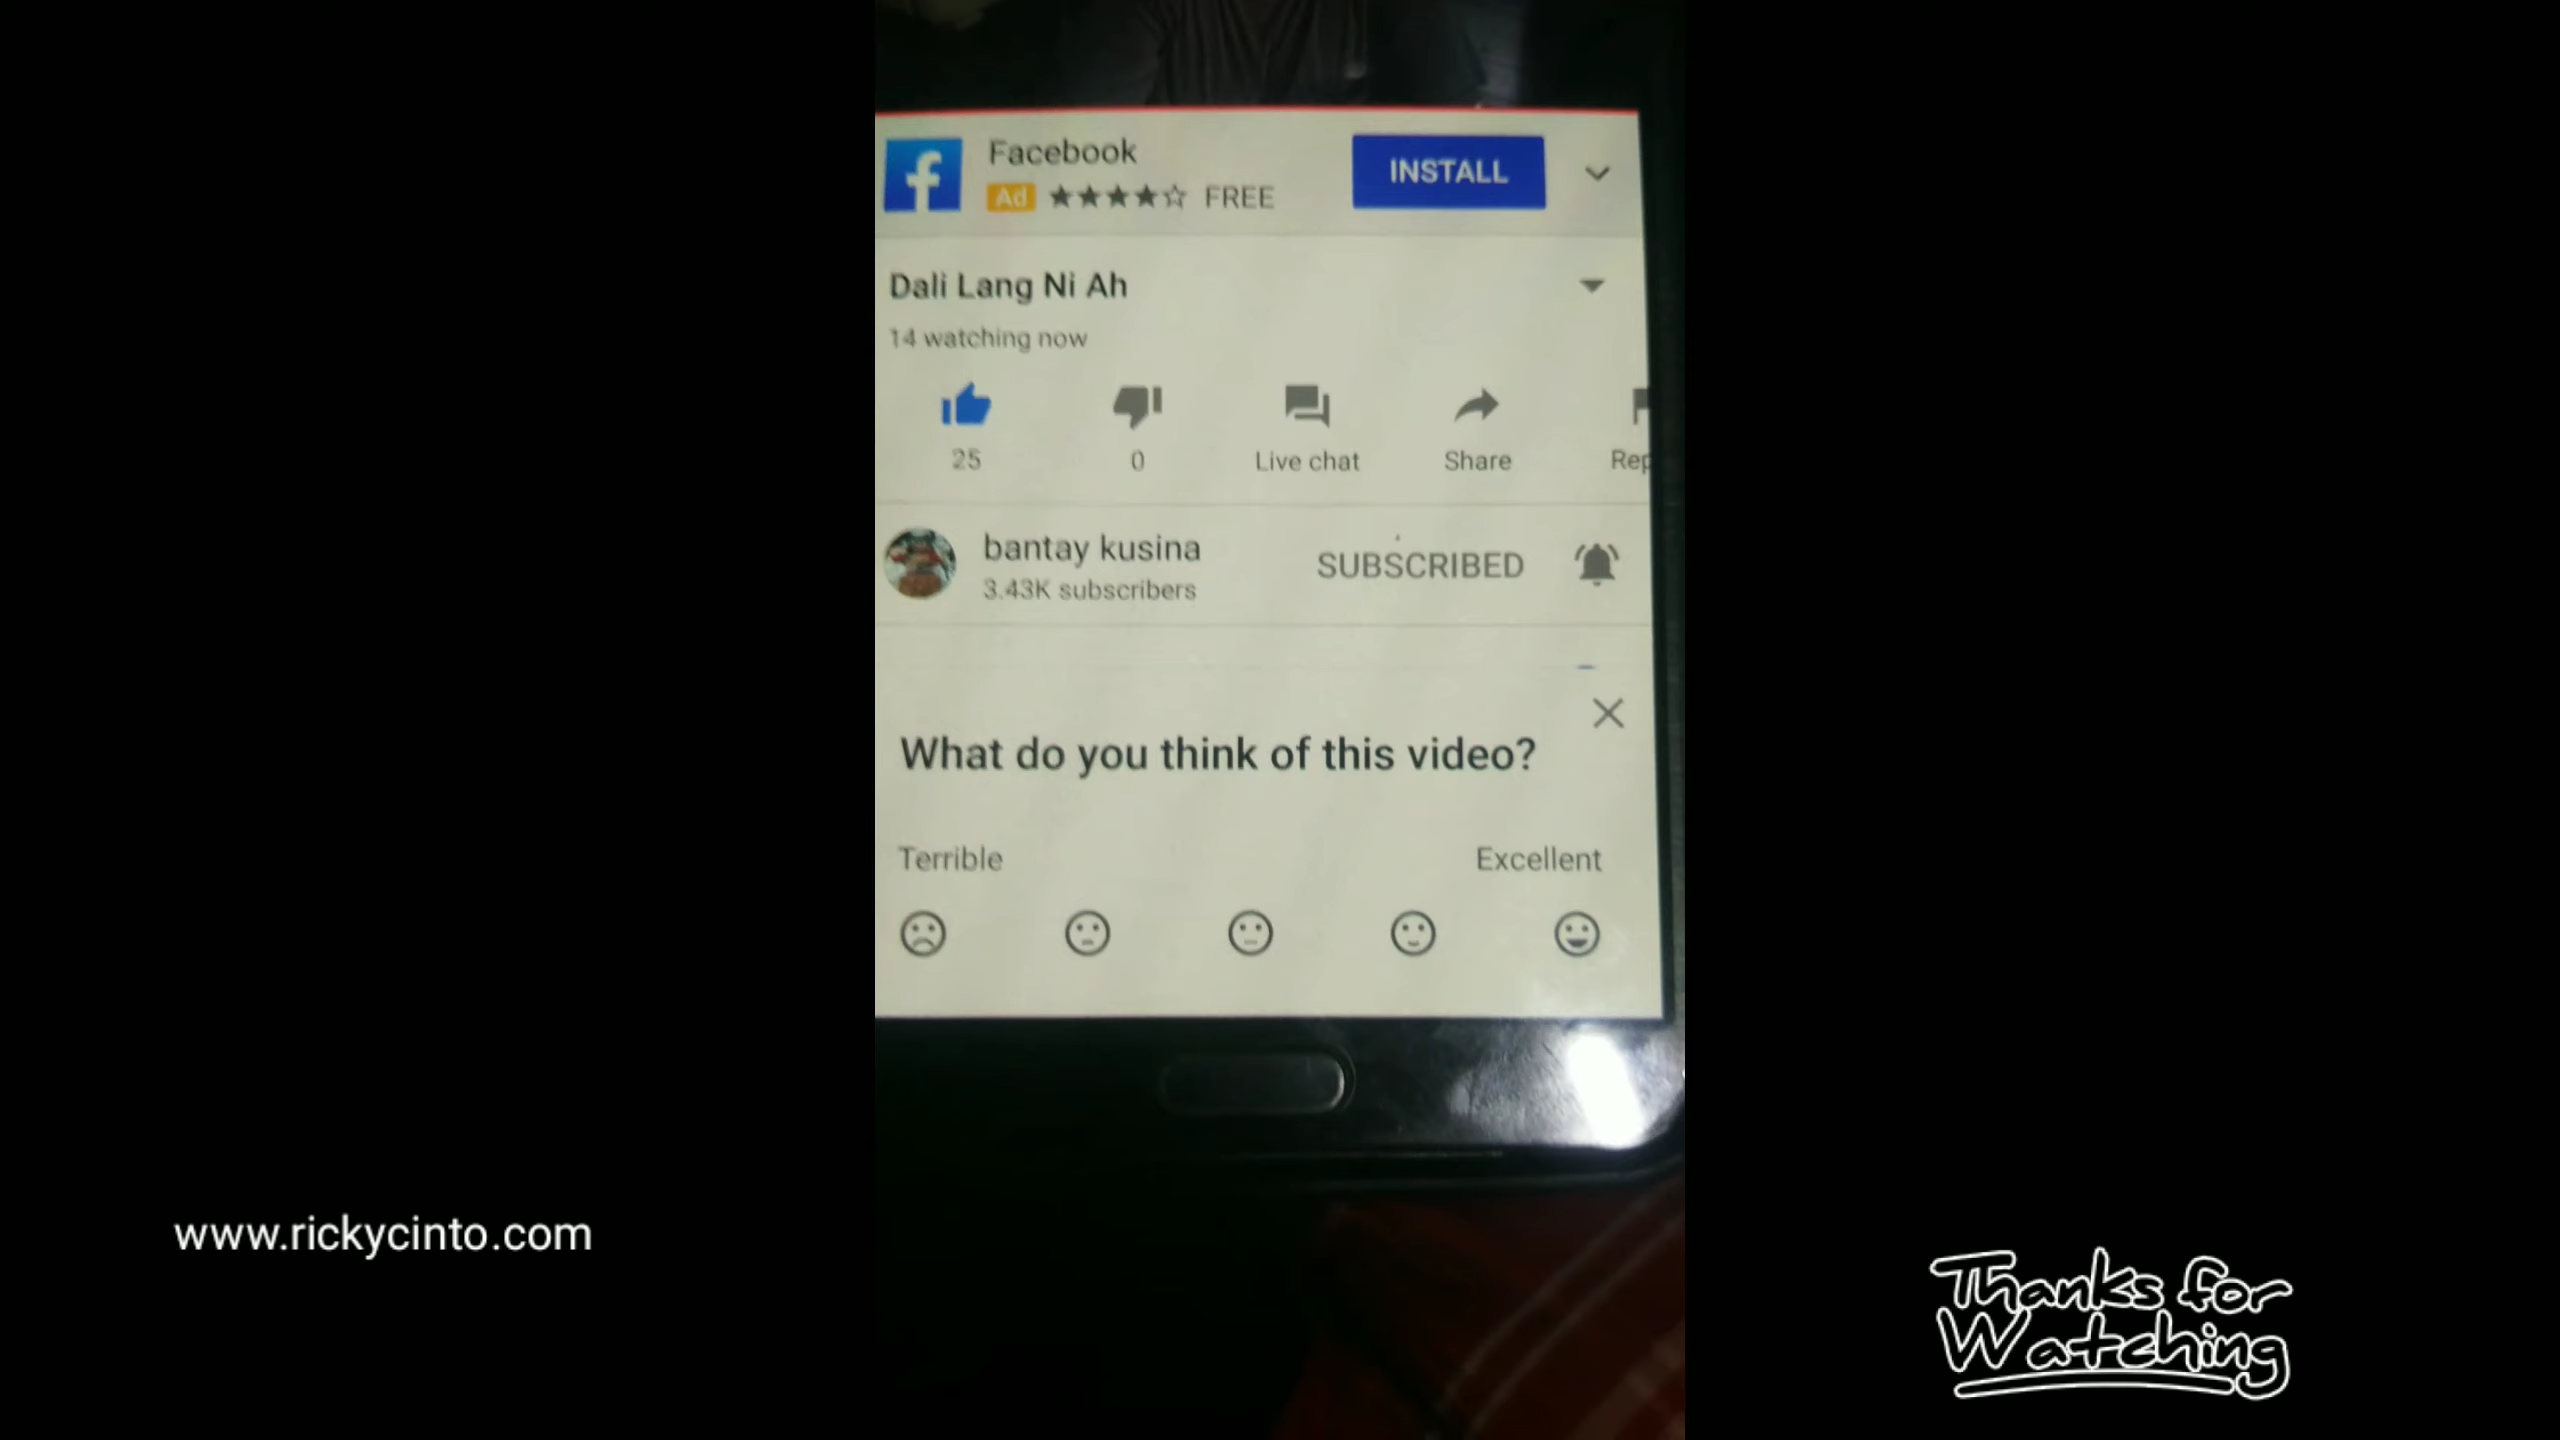 Facebook
Ad FREE
INSTALL
Dali Lang Ni Ah
14 watching now
25
0
Live chat
Share
Rep
bantay kusina
3.43K subscribers
SUBSCRIBED
What do you think of this video?
Terrible
Excellent
www.rickycinto.com
Thanks for
Watching